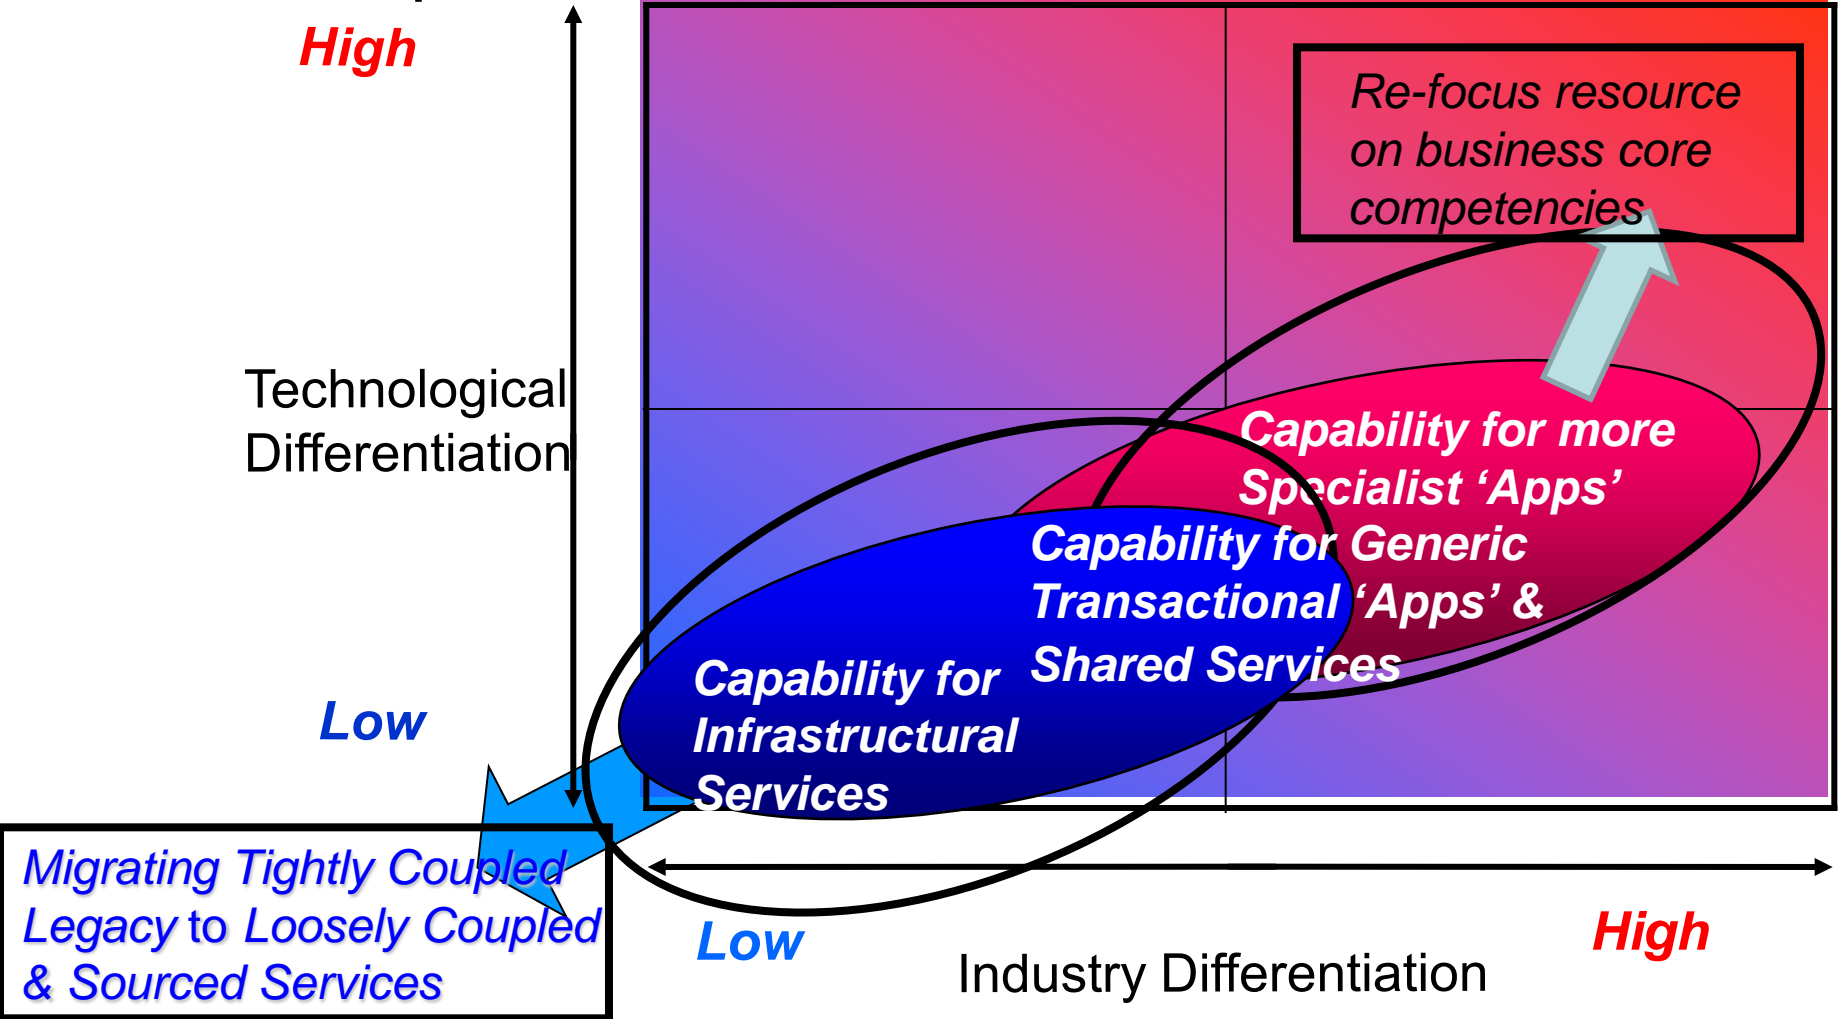 High
Re-focus resource
on business core
competencies
Technological
Differentiation
Capability for more
Specialist ‘Apps’
Capability for Generic
Transactional ‘Apps’ &
Shared Services
Capability for
Infrastructural
Services
Low
Migrating Tightly Coupled
Legacy to Loosely Coupled
& Sourced Services
Low
High
Industry Differentiation